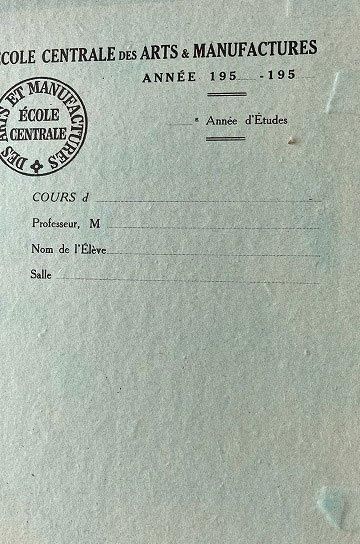 ÉCOLE CENTRALE DES ARTS & MANUFACTURES
ANNÉE 195 -195
DES ARTS ET MANUFACTURES
ÉCOLE
CENTRALE
e Année d'Études
COURS d
Professeur, M
Nom de l'Élève
Salle